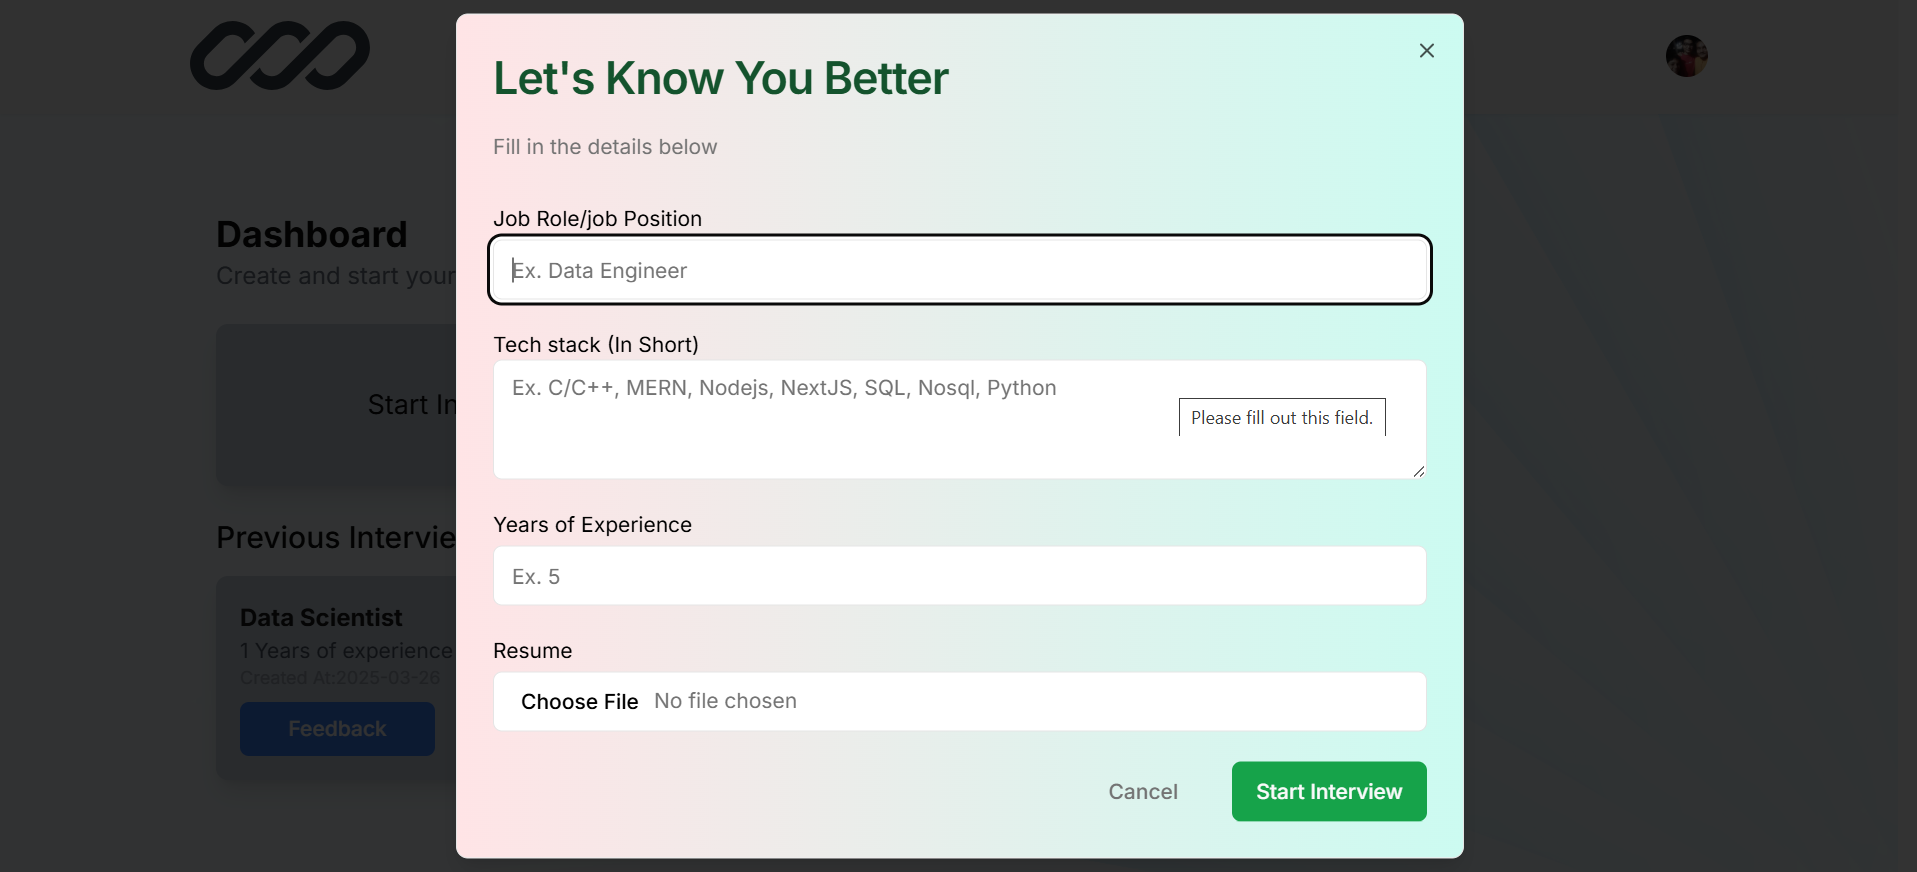 Let's Know You Better
Fill in the details below
Job Role/job Position
Ex. Data Engineer
Tech stack (In Short)
Ex. C/C++, MERN, Nodejs, NextJS, SQL, Nosql, Python
Please fill out this field.
Years of Experience
Ex. 5
Resume
Choose File No file chosen
Cancel
Start Interview
Dashboard
Create and start your
Start In
Previous Intervie
Data Scientist
1 Years of experience
Created At:2025-03-26
Feedback